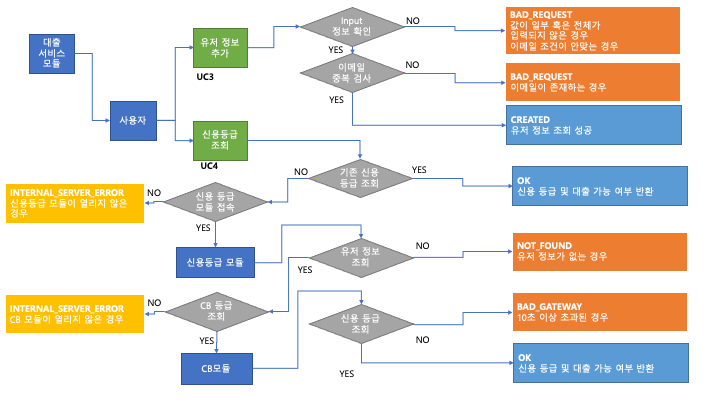 대출
서비스
모듈
사용자
유저 정보
추가
UC3
Input
정보 확인
NO
YES
BAD_REQUEST
값이 일부 혹은 전체가
입력되지 않은 경우
이메일 조건이 안맞는 경우
이메일
중복 검사
NO
YES
BAD_REQUEST
이메일이 존재하는 경우
CREATED
유저 정보 조회 성공
신용등급
조회
UC4
기존 신용
등급 조회
NO
YES
OK
신용 등급 및 대출 가능 여부 반환
신용 등급
모듈 접속
NO
YES
INTERNAL_SERVER_ERROR
신용등급 모듈이 열리지 않은
경우
신용등급 모듈
유저 정보
조회
NO
YES
NOT_FOUND
유저 정보가 없는 경우
CB 등급
조회
NO
YES
INTERNAL_SERVER_ERROR
CB 모듈이 열리지 않은 경우
CB모듈
신용 등급
조회
NO
YES
BAD_GATEWAY
10초 이상 초과된 경우
OK
신용 등급 및 대출 가능 여부 반환